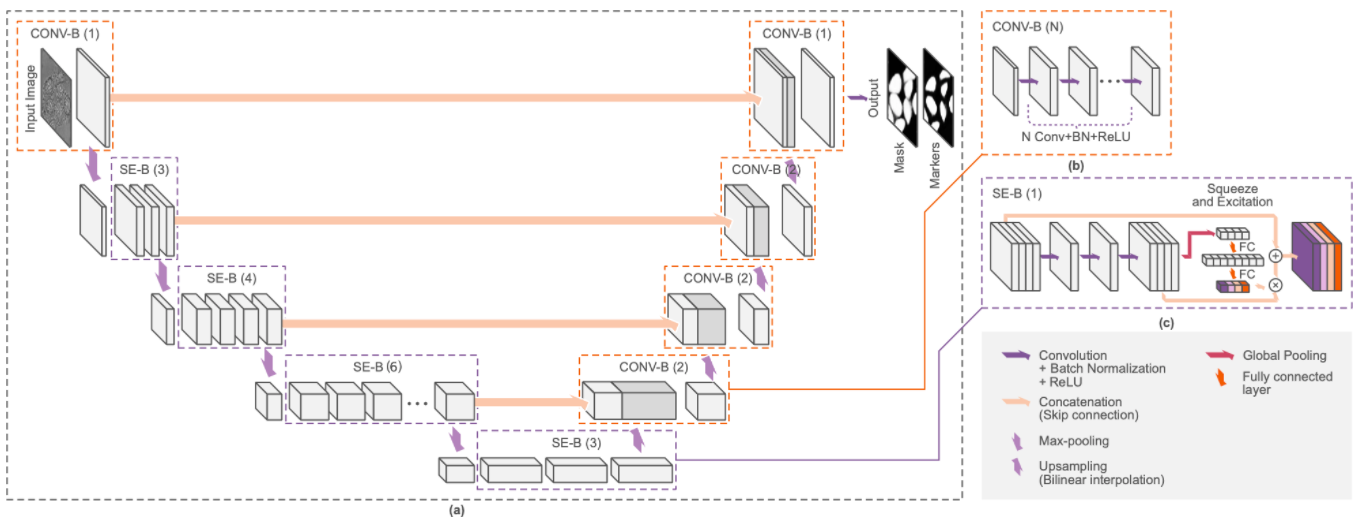 CONV-B (1)
Input Image
CONV-B (1)
Output
Mask
Markers
SE-B (3)
CONV-B (2)
SE-B (4)
CONV-B (2)
SE-B (6)
CONV-B (2)
SE-B (3)
(a)
CONV-B (N)
N Conv+BN+ReLU
(b)
SE-B (1)
Squeeze
and Excitation
FC
FC
(c)
Convolution
+ Batch Normalization
+ ReLU
Concatenation
(Skip connection)
Max-pooling
Upsampling
(Bilinear interpolation)
Global Pooling
Fully connected
layer